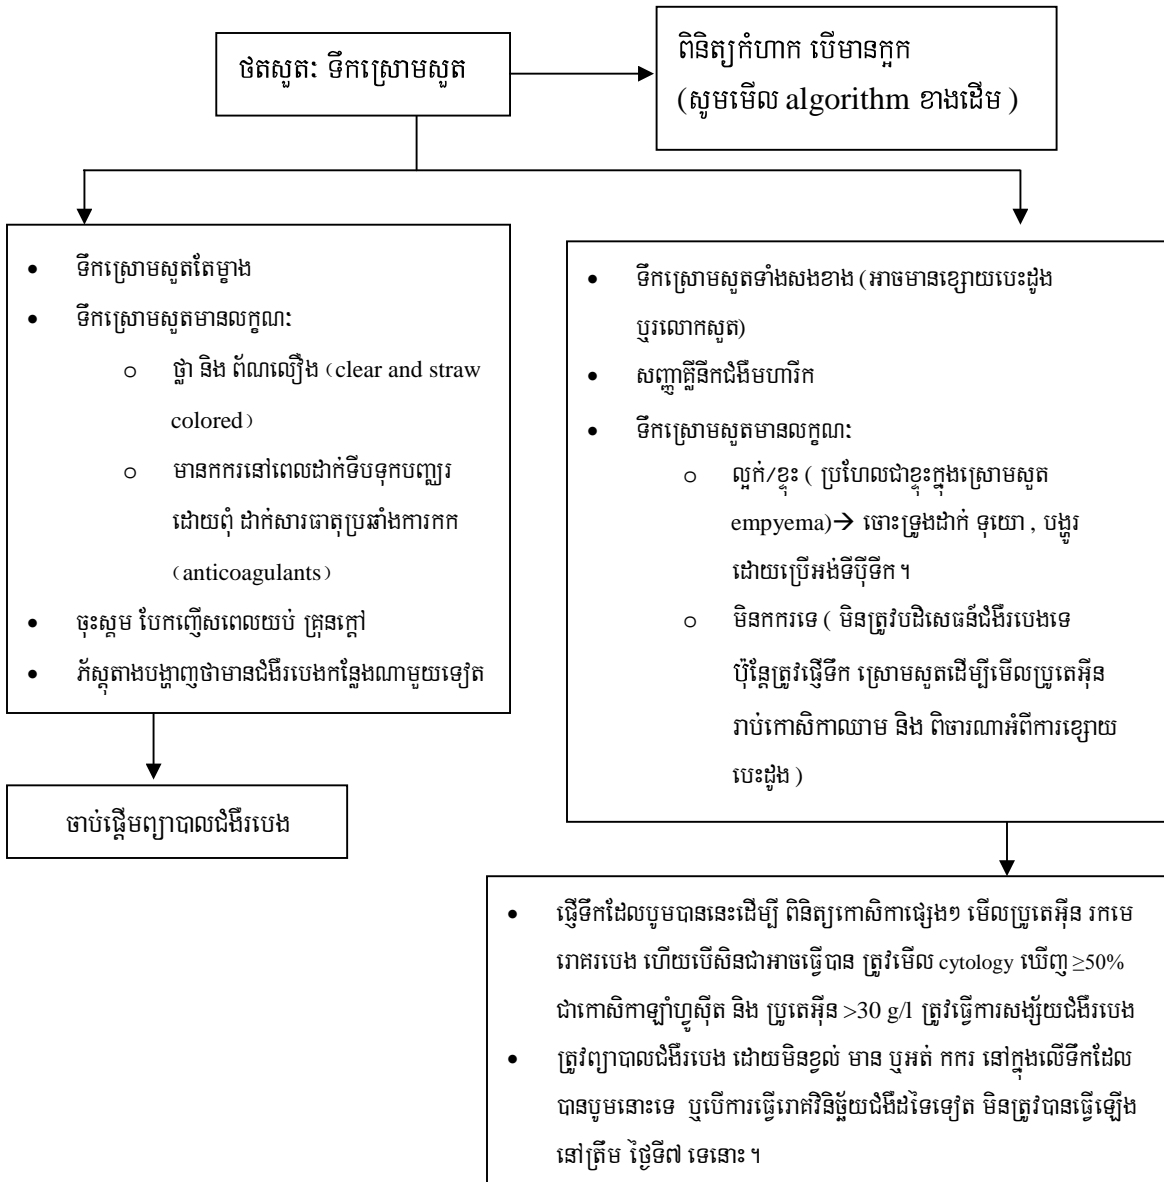 ថតសួត: ទឹកស្រោមសួត
ពិនិត្យកំហាក បើមានក្អក
(សូមមើល algorithm ខាងដើម )
• ទឹកស្រោមសួតតែម្ខាង
• ទឹកស្រោមសួតមានលក្ខណ:
o ថ្លា និង ព័ណលឿង (clear and straw
colored)
o មានកករនៅពេលដាក់ទីបទុកបញ្ឈរ
ដោយពុំ ដាក់សារធាតុប្រឆាំងការកក
(anticoagulants)
• ចុះស្គម បែកញើសពេលយប់ គ្រុនក្តៅ
• ភ័ស្តុតាងបង្ហាញថាមានជំងឺរបេងកន្លែងណាមួយទៀត
ចាប់ផ្តើមព្យាបាលជំងឺរបេង
• ទឹកស្រោមសួតទាំងសងខាង (អាចមានខ្សោយបេះដូង
ឬរលោកសួត)
• សញ្ញាគ្លីនីកជំងឺមហារីក
• ទឹកស្រោមសួតមានលក្ខណ:
o ល្អក់/ខ្ទុះ ( ប្រហែលជាខ្ទុះក្នុងស្រោមសួត
empyema)→ ចោះទ្រូងដាក់ ទុយោ , បង្ហូរ
ដោយប្រើអង់ទីប៊ីទីក ។
o មិនកករទេ ( មិនត្រូវបដិសេធន៍ជំងឺរបេងទេ
ប៉ុន្តែត្រូវផ្ញើទឹក ស្រោមសួតដើម្បីមើលប្រូតេអ៊ីន
រាប់កោសិកាឈាម និង ពិចារណាអំពីការខ្សោយ
បេះដូង )
• ផ្ញើទឹកដែលបូមបាននេះដើម្បី ពិនិត្យកោសិកាផ្សេងៗ មើលប្រូតេអ៊ីន រកមេ
រោគរបេង ហើយបើសិនជាអាចធ្វើបាន ត្រូវមើល cytology ឃើញ ≥50%
ជាកោសិកាឡាំហ្វូស៊ីត និង ប្រូតេអ៊ីន >30 g/l ត្រូវធ្វើការសង្ស័យជំងឺរបេង
• ត្រូវព្យាបាលជំងឺរបេង ដោយមិនខ្វល់ មាន ឬអត់ កករ នៅក្នុងលើទឹកដែល
បានបូមនោះទេ ឬបើការធ្វើរោគវិនិច្ឆ័យជំងឺដទៃទៀត មិនត្រូវបានធ្វើឡើង
នៅត្រឹម ថ្ងៃទី៧ ទេនោះ ។